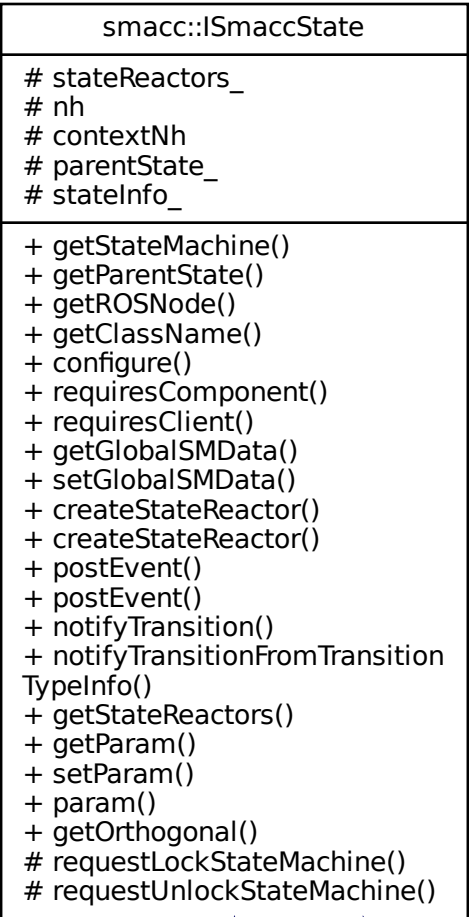 smacc::ISmaccState
# stateReactors_
# nh
# contextNh
# parentState_
# stateInfo_
+ getStateMachine()
+ getParentState()
+ getROSNode()
+ getClassName()
+ configure()
+ requiresComponent()
+ requiresClient()
+ getGlobalSMData()
+ setGlobalSMData()
+ createStateReactor()
+ createStateReactor()
+ postEvent()
+ postEvent()
+ notifyTransition()
+ notifyTransitionFromTransition
TypeInfo()
+ getStateReactors()
+ getParam()
+ setParam()
+ param()
+ getOrthogonal()
# requestLockStateMachine()
# requestUnlockStateMachine()